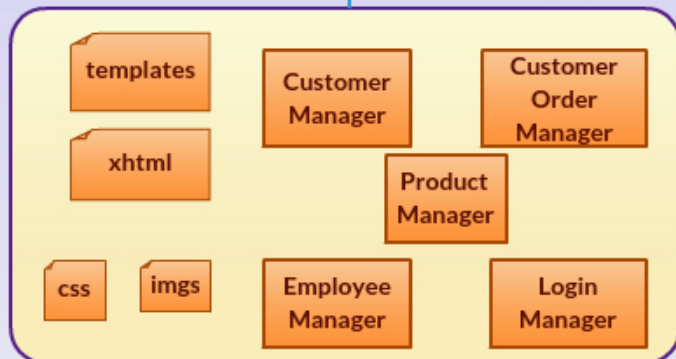 templates
xhtml
css
imgs
Customer
Manager
Customer
Order
Manager
Product
Manager
Employee
Manager
Login
Manager